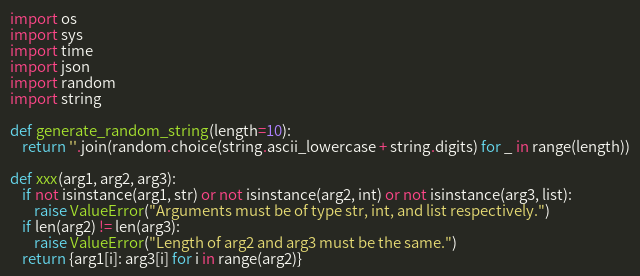 import os
import sys
import time
import json
import random
import string

def generate_random_string(length=10):
    return ''.join(random.choice(string.ascii_lowercase + string.digits) for _ in range(length))

def xxx(arg1, arg2, arg3):
    if not isinstance(arg1, str) or not isinstance(arg2, int) or not isinstance(arg3, list):
        raise ValueError("Arguments must be of type str, int, and list respectively.")
    if len(arg2) != len(arg3):
        raise ValueError("Length of arg2 and arg3 must be the same.")
    return {arg1[i]: arg3[i] for i in range(arg2)}